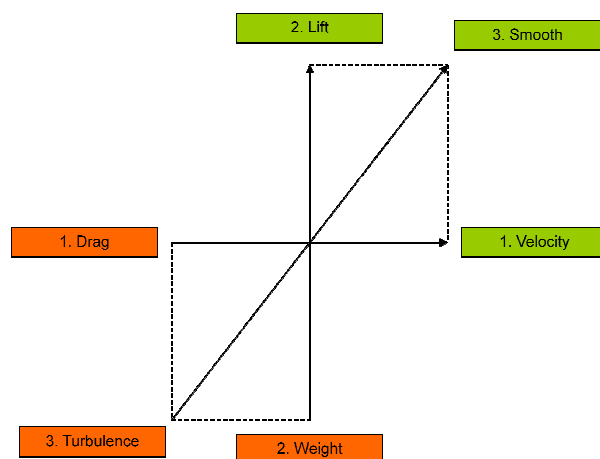 2. Lift
3. Smooth
1. Drag
1. Velocity
3. Turbulence
2. Weight